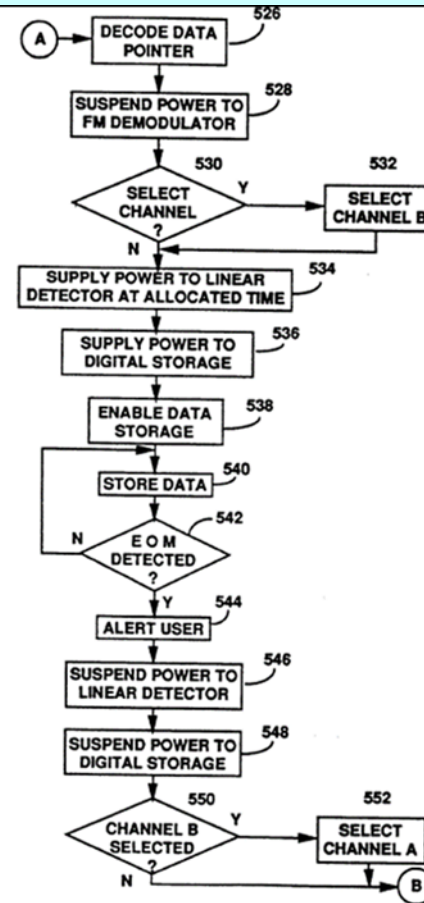 526
A
DECODE DATA
POINTER
528
SUSPEND POWER TO
FM DEMODULATOR
530
SELECT
CHANNEL
?
Y
N
532
SELECT
CHANNEL B
534
SUPPLY POWER TO LINEAR
DETECTOR AT ALLOCATED TIME
536
SUPPLY POWER TO
DIGITAL STORAGE
538
ENABLE DATA
STORAGE
540
STORE DATA
542
N
E O M
DETECTED
?
Y
544
ALERT USER
546
SUSPEND POWER TO
LINEAR DETECTOR
548
SUSPEND POWER TO
DIGITAL STORAGE
550
CHANNEL B
SELECTED
?
Y
N
552
SELECT
CHANNEL A
B